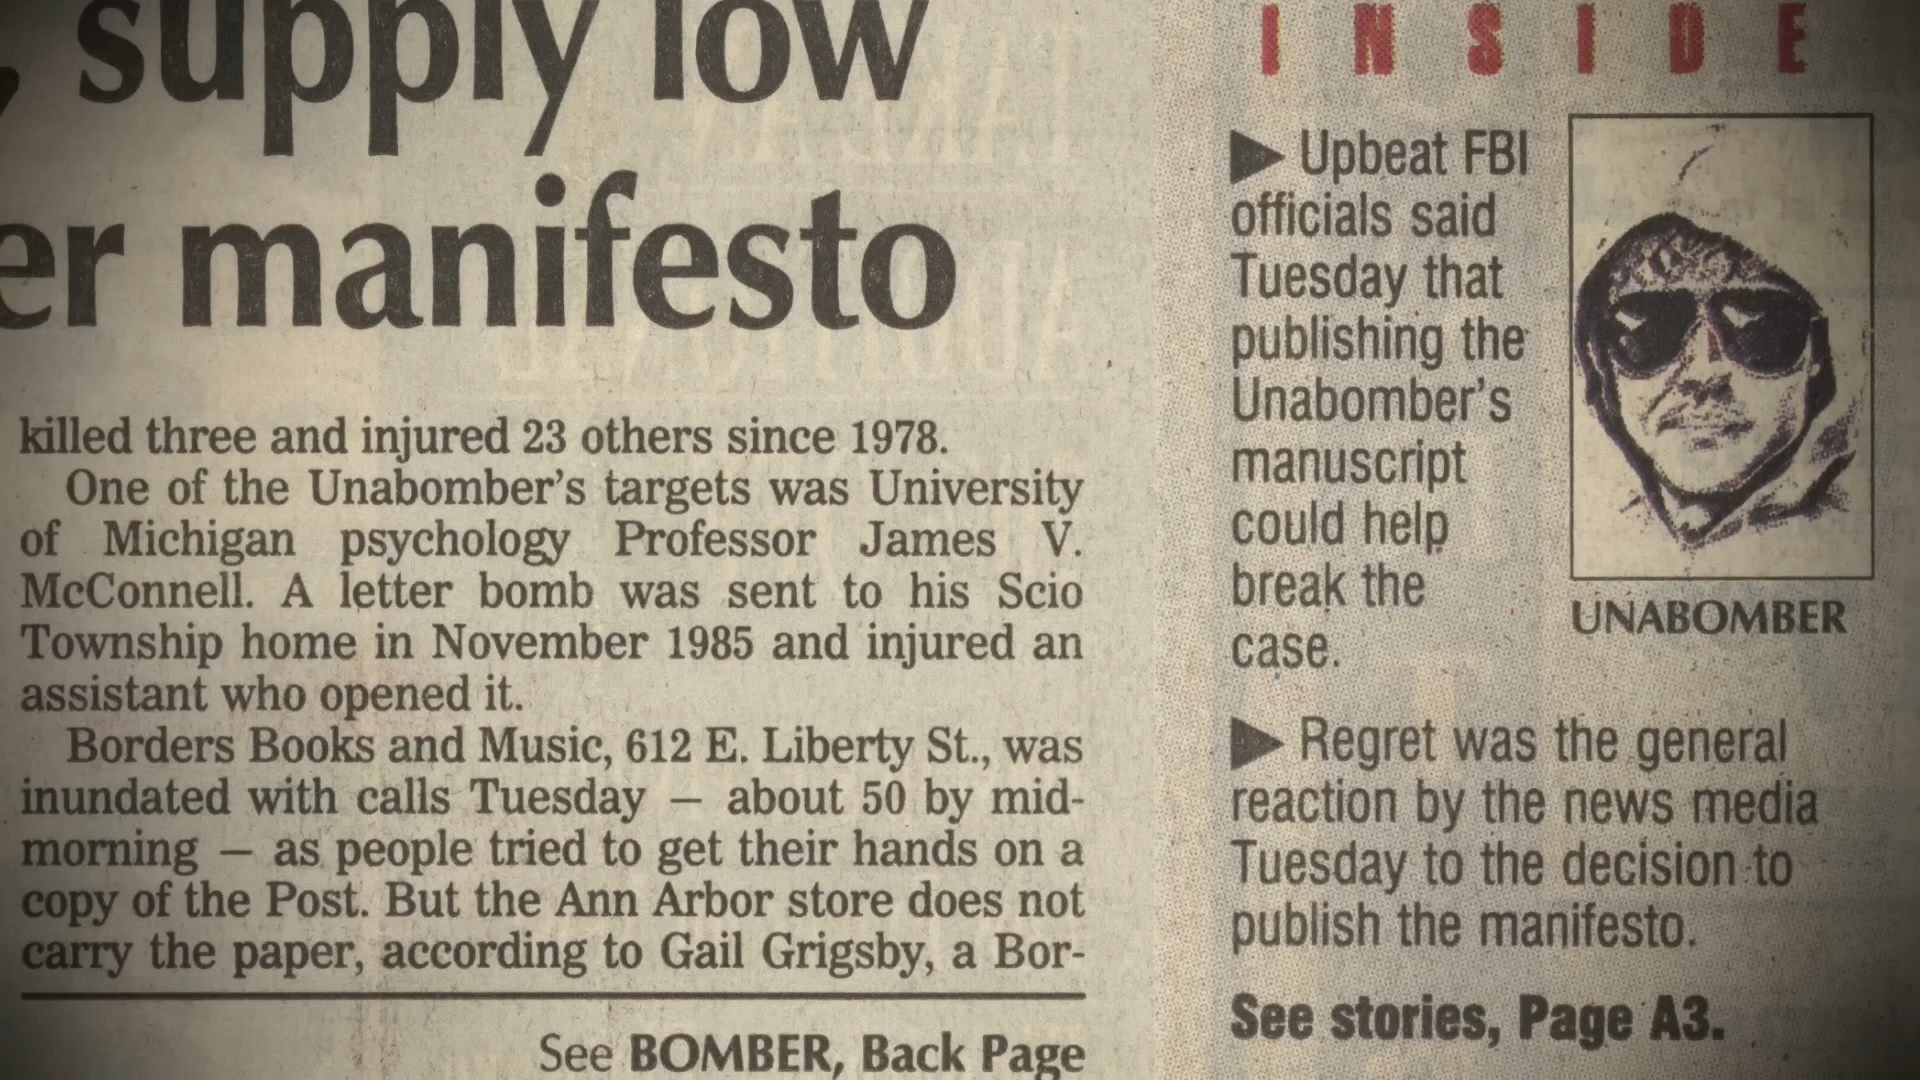 , supply low
er manifesto
killed three and injured 23 others since 1978.
One of the Unabomber's targets was University
of Michigan psychology Professor James V.
McConnell. A letter bomb was sent to his Scio
Township home in November 1985 and injured an
assistant who opened it.
Borders Books and Music, 612 E. Liberty St., was
inundated with calls Tuesday — about 50 by mid-
morning — as people tried to get their hands on a
copy of the Post. But the Ann Arbor store does not
carry the paper, according to Gail Grigsby, a Bor-
See BOMBER, Back Page
INSIDE
▶ Upbeat FBI
officials said
Tuesday that
publishing the
Unabomber's
manuscript
could help
break the
case.
UNABOMBER
▶ Regret was the general
reaction by the news media
Tuesday to the decision to
publish the manifesto.
See stories, Page A3.